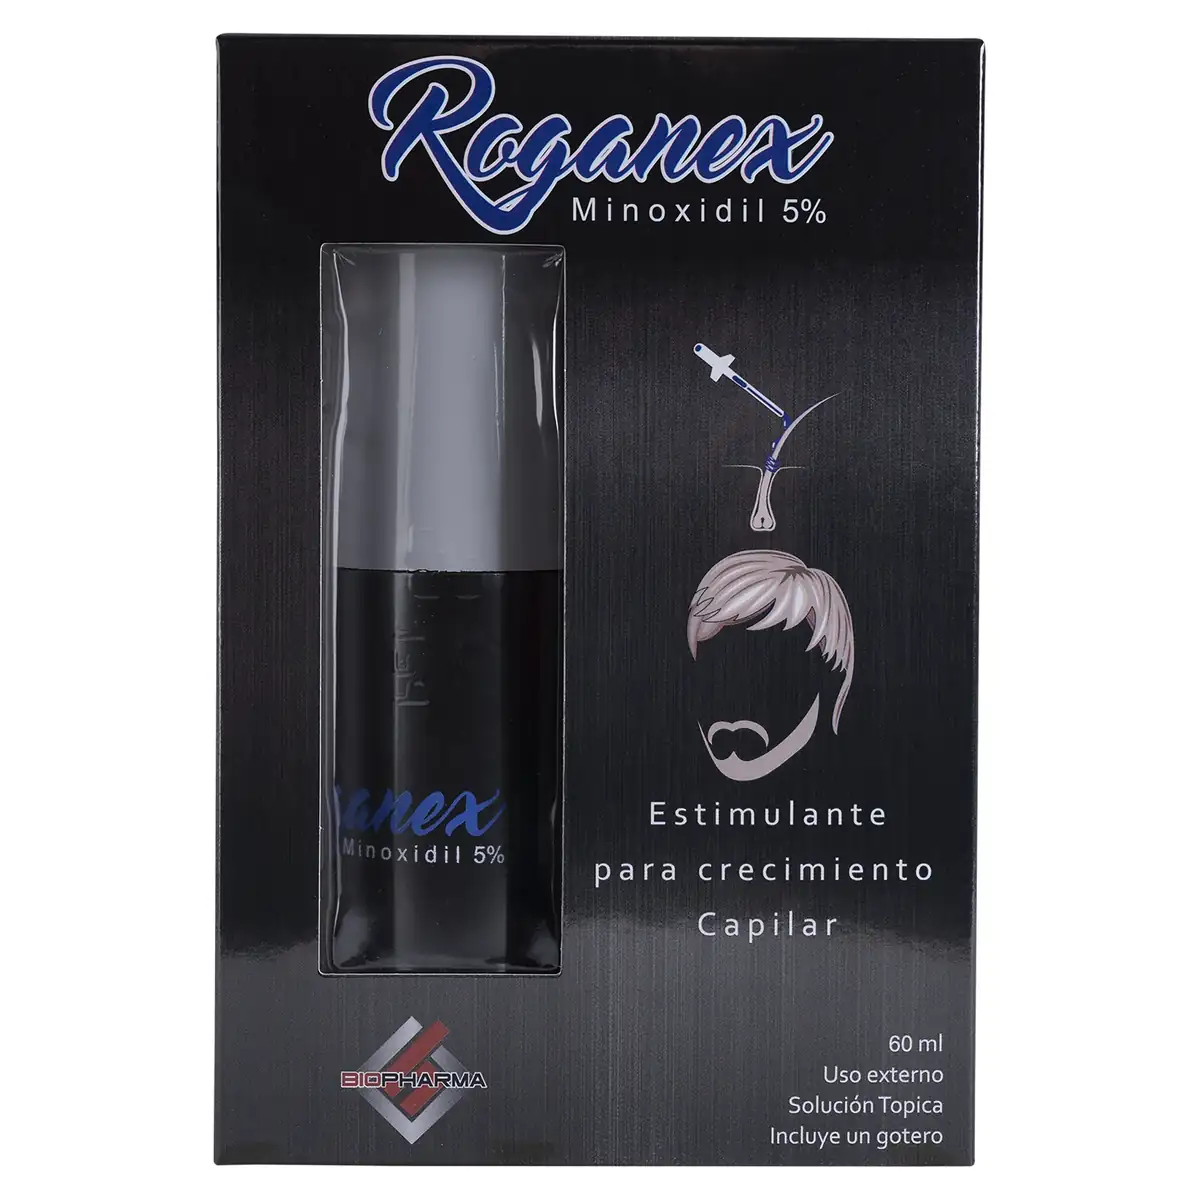 Roganex
Minoxidil 5%
anex
Minoxidil 5%
Estimulante
para crecimiento
Capilar
BIOPHARMA
60 ml
Uso externo
Solución Topica
Incluye un gotero